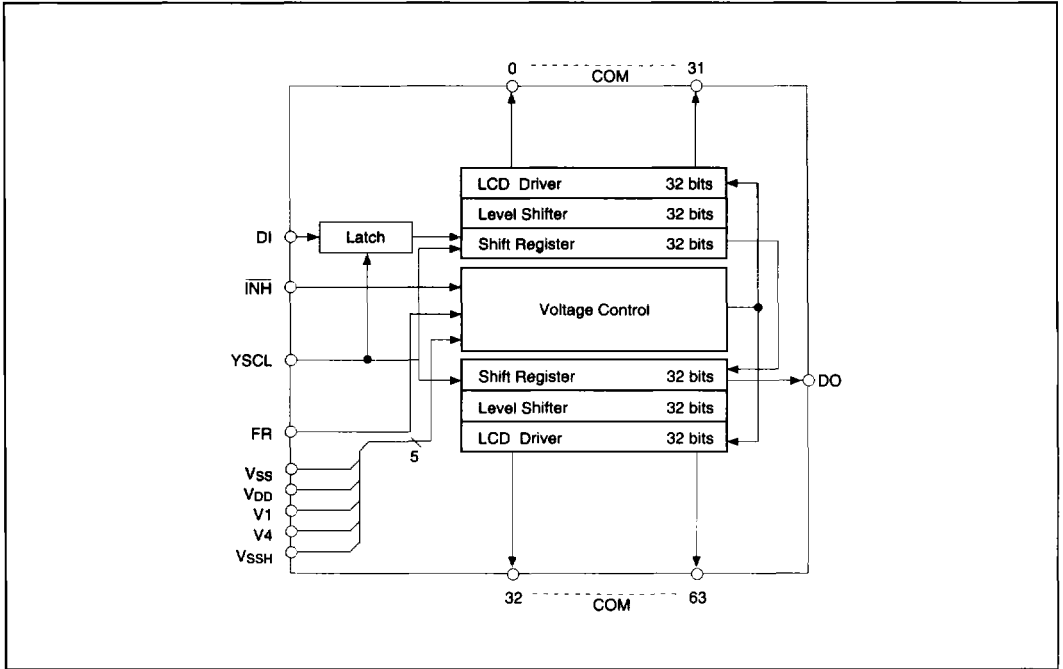 0 31
COM
LCD Driver 32 bits
Level Shifter 32 bits
DI Latch Shift Register 32 bits
INH
Voltage Control
YSCL
Shift Register 32 bits DO
Level Shifter 32 bits
FR LCD Driver 32 bits
5
VSS
VDD
V1
V4
VSSH
32 63
COM